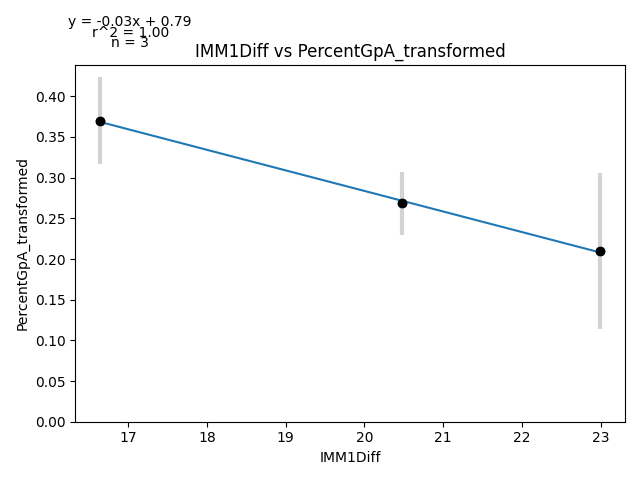 y = -0.03x + 0.79
r^2 = 1.00
n = 3
IMM1Diff vs PercentGpA_transformed
PercentGpA_transformed
0.40
0.35
0.30
0.25
0.20
0.15
0.10
0.05
0.00
17 18 19 20 21 22 23
IMM1Diff